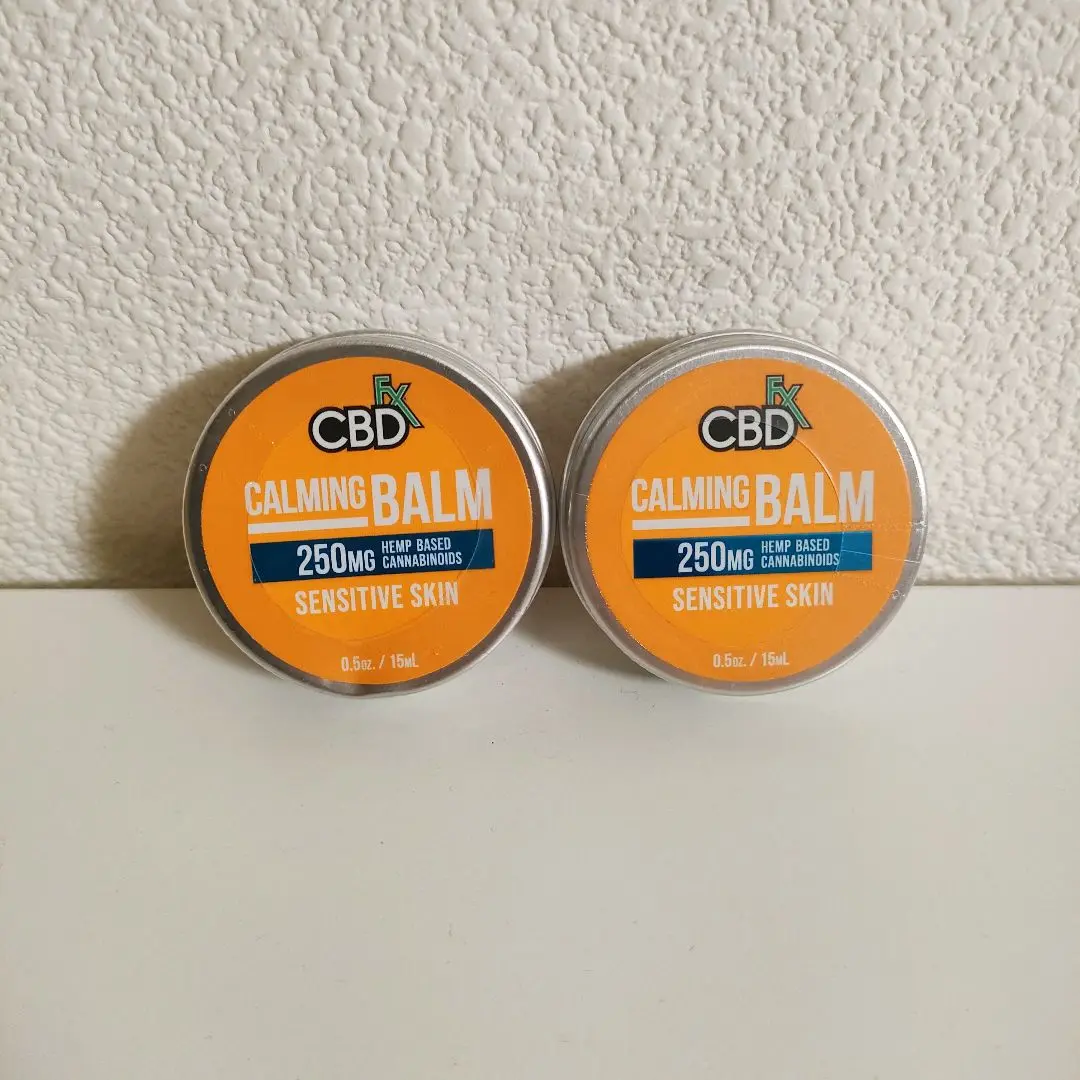 CBDFX
CALMING BALM
250MG HEMP BASED
CANNABINOIDS
SENSITIVE SKIN
0.5OZ. / 15ML
CBDFX
CALMING BALM
250MG HEMP BASED
CANNABINOIDS
SENSITIVE SKIN
0.5OZ. / 15ML